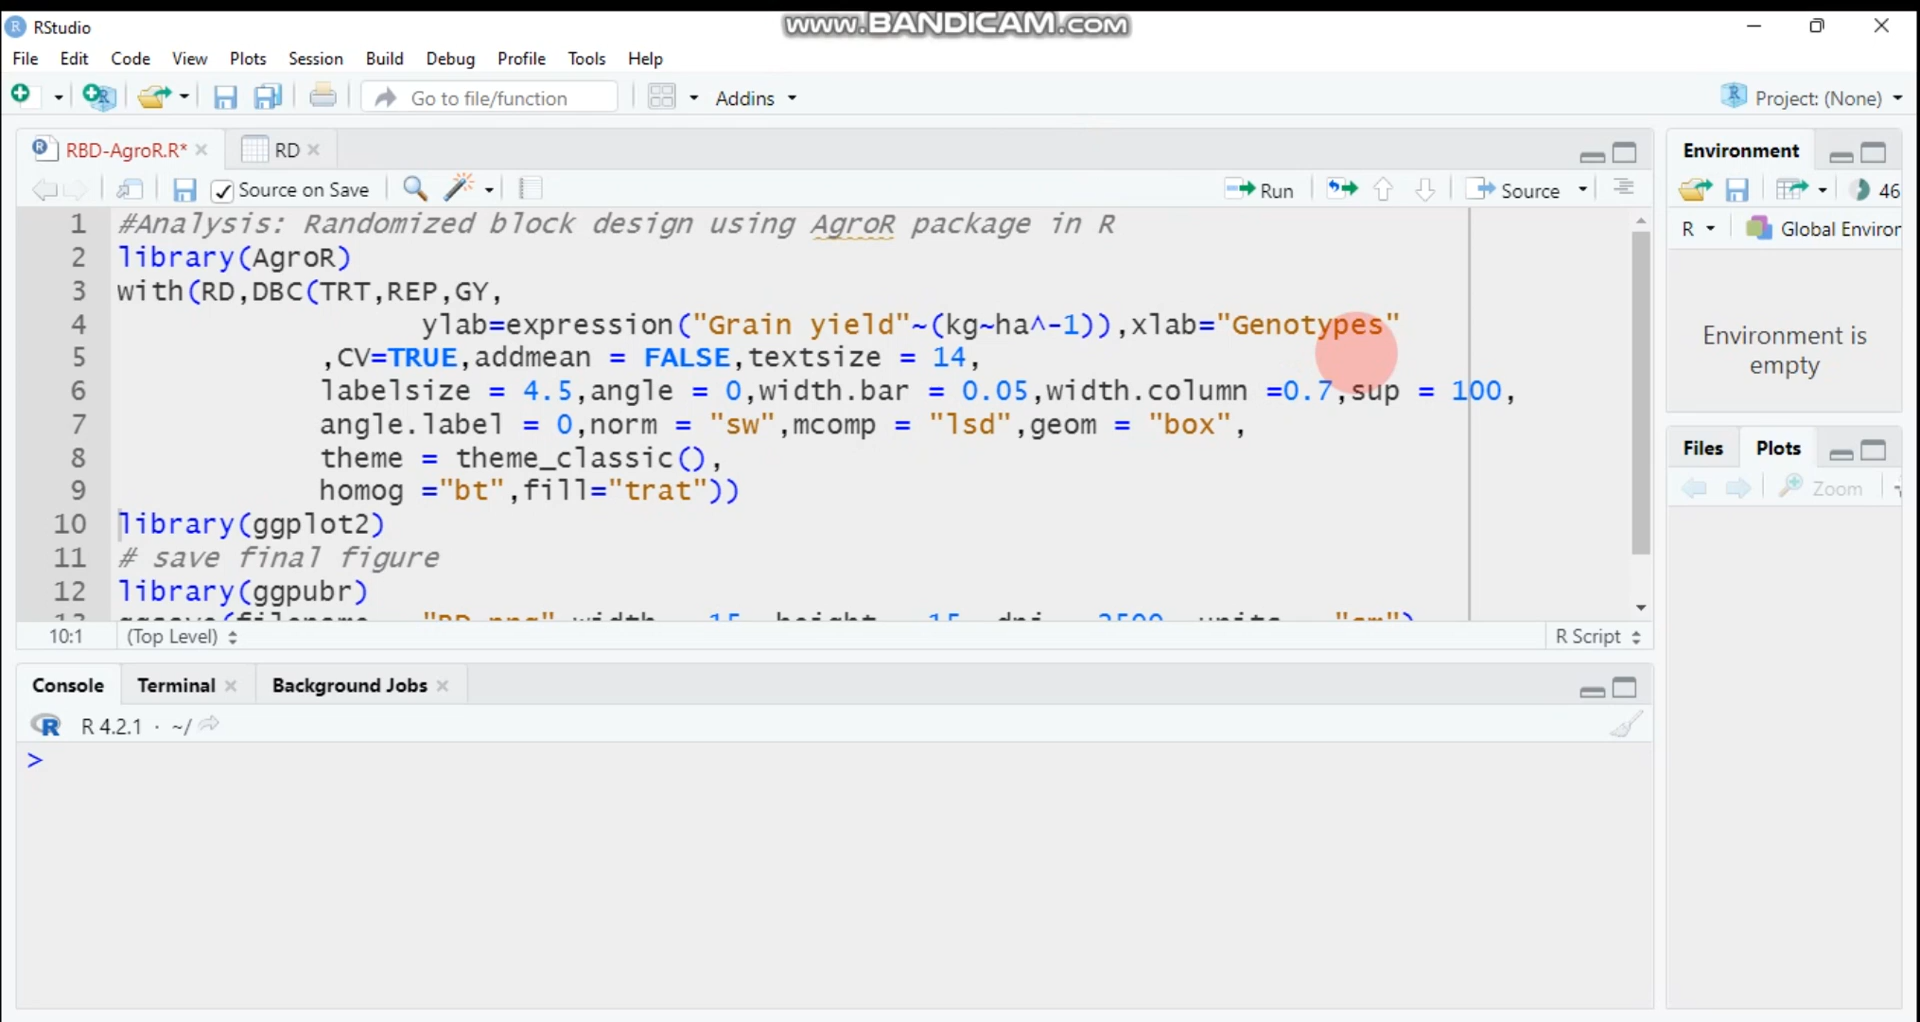 www.BANDICAM.com
RStudio
File Edit Code View Plots Session Build Debug Profile Tools Help
Go to file/function Addins Project: (None)
RBD-AgroR.R* RD
Source on Save Run Source
1 #Analysis: Randomized block design using AgroR package in R
2 library(AgroR)
3 with(RD,DBC(TRT,REP,GY,
4 ylab=expression("Grain yield"~(kg~ha^-1)),xlab="Genotypes"
5 ,CV=TRUE,addmean = FALSE,textsize = 14,
6 labelsize = 4.5,angle = 0,width.bar = 0.05,width.column =0.7,sup = 100,
7 angle.label = 0,norm = "sw",mcomp = "lsd",geom = "box",
8 theme = theme_classic(),
9 homog ="bt",fill="trat"))
10 library(ggplot2)
11 # save final figure
12 library(ggpubr)
10:1 (Top Level) R Script
Console Terminal Background Jobs
R 4.2.1 · ~/
>
Environment
46
R Global Environ
Environment is
empty
Files Plots
Zoom